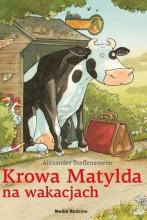 Alexander Steffensmeier
Krowa Matylda
na wakacjach
Media Rodzina